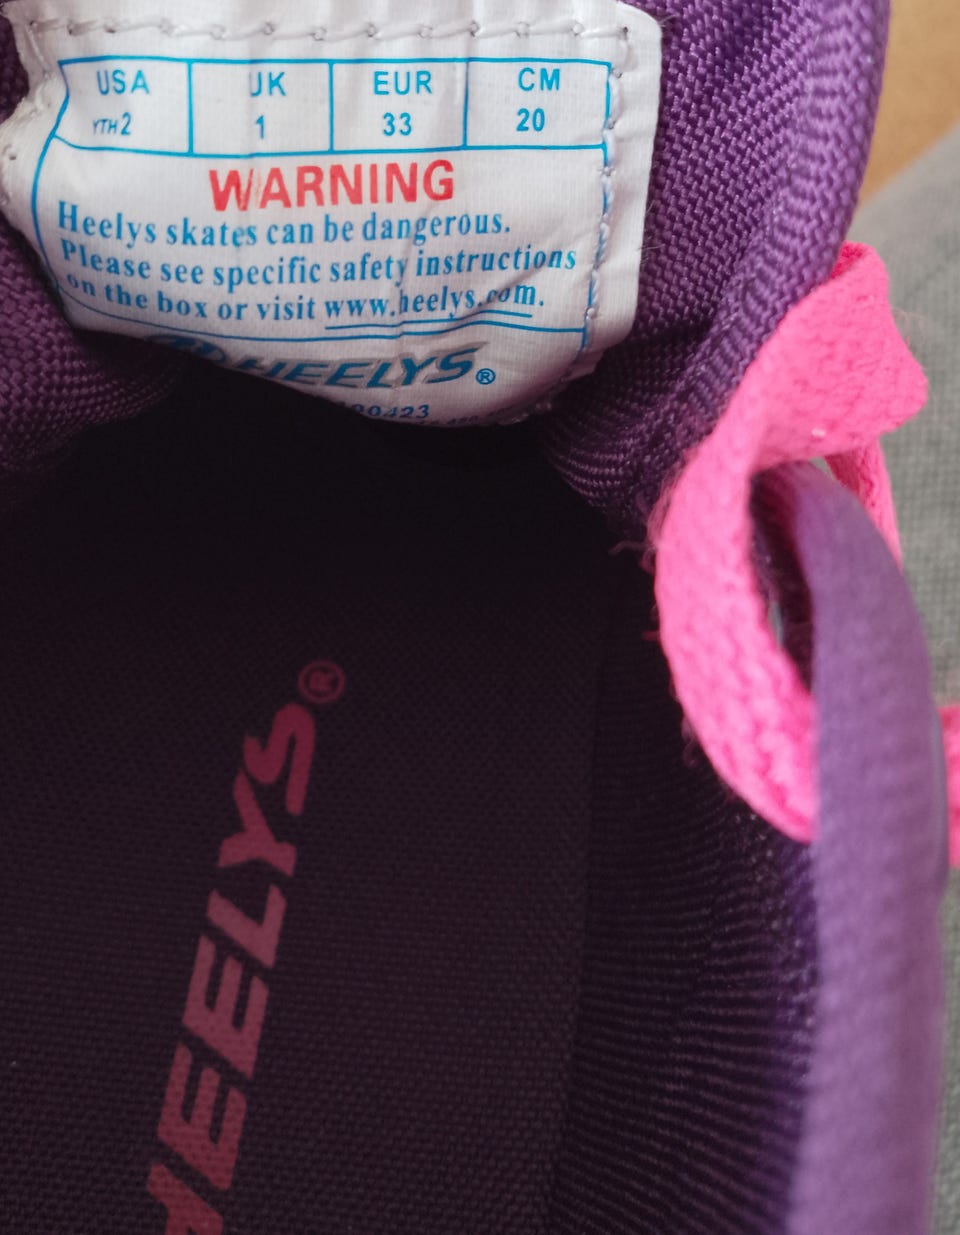 USA UK EUR CM
YTH 2 1 33 20
WARNING
Heelys skates can be dangerous.
Please see specific safety instructions
on the box or visit www.heelys.com.
HEELYS®
HEELYS®